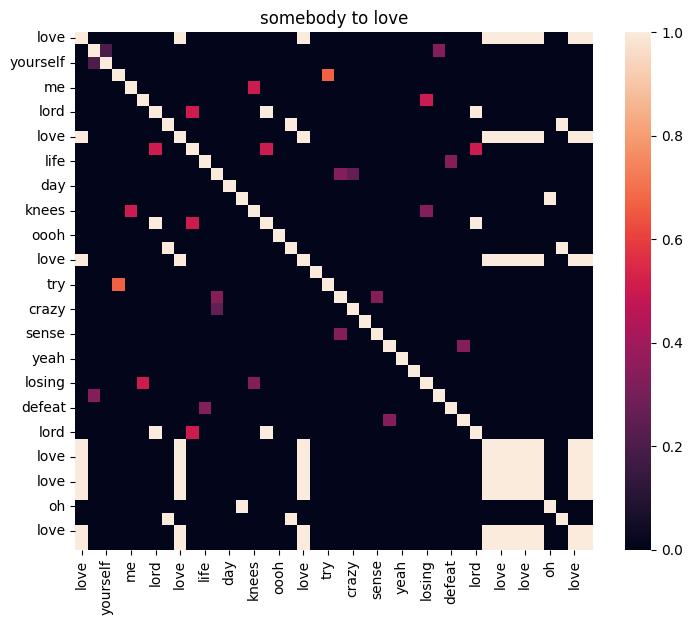 somebody to love
love
yourself
me
lord
love
life
day
knees
oooh
love
try
crazy
sense
yeah
losing
defeat
lord
love
love
oh
love
1.0
0.8
0.6
0.4
0.2
0.0
love
yourself
me
lord
love
life
day
knees
oooh
love
try
crazy
sense
yeah
losing
defeat
lord
love
love
oh
love